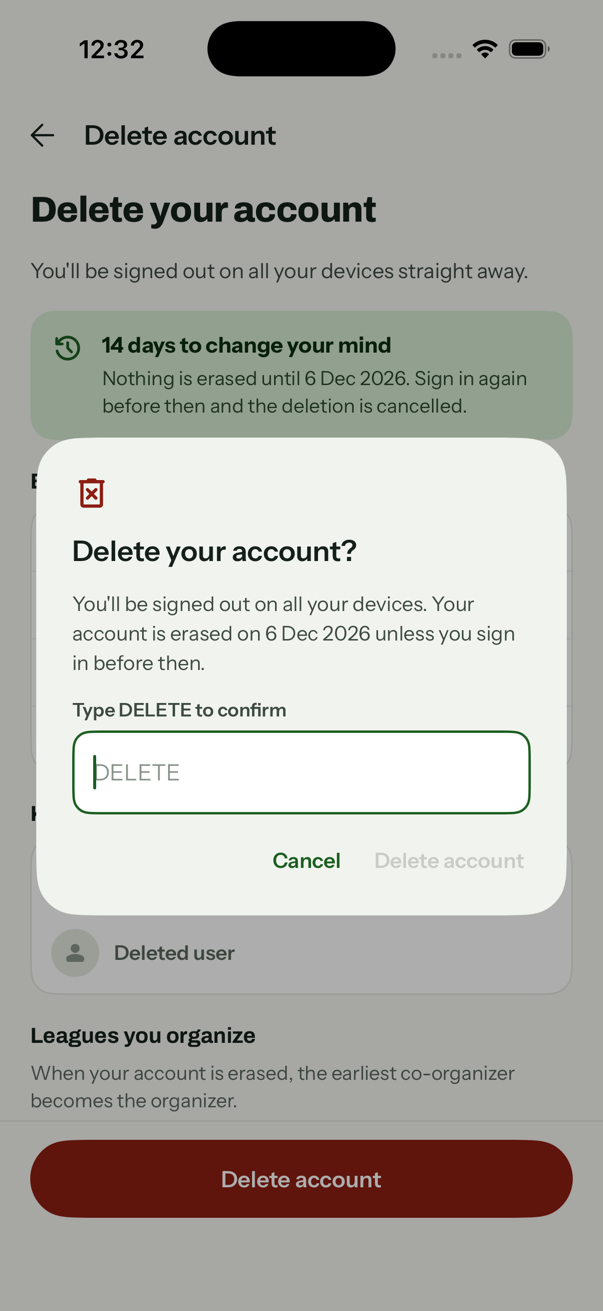 12:32
Delete account
Delete your account
You'll be signed out on all your devices straight away.
14 days to change your mind
Nothing is erased until 6 Dec 2026. Sign in again
before then and the deletion is cancelled.
Delete your account?
You'll be signed out on all your devices. Your
account is erased on 6 Dec 2026 unless you sign
in before then.
Type DELETE to confirm
DELETE
Cancel
Delete account
Deleted user
Leagues you organize
When your account is erased, the earliest co-organizer
becomes the organizer.
Delete account